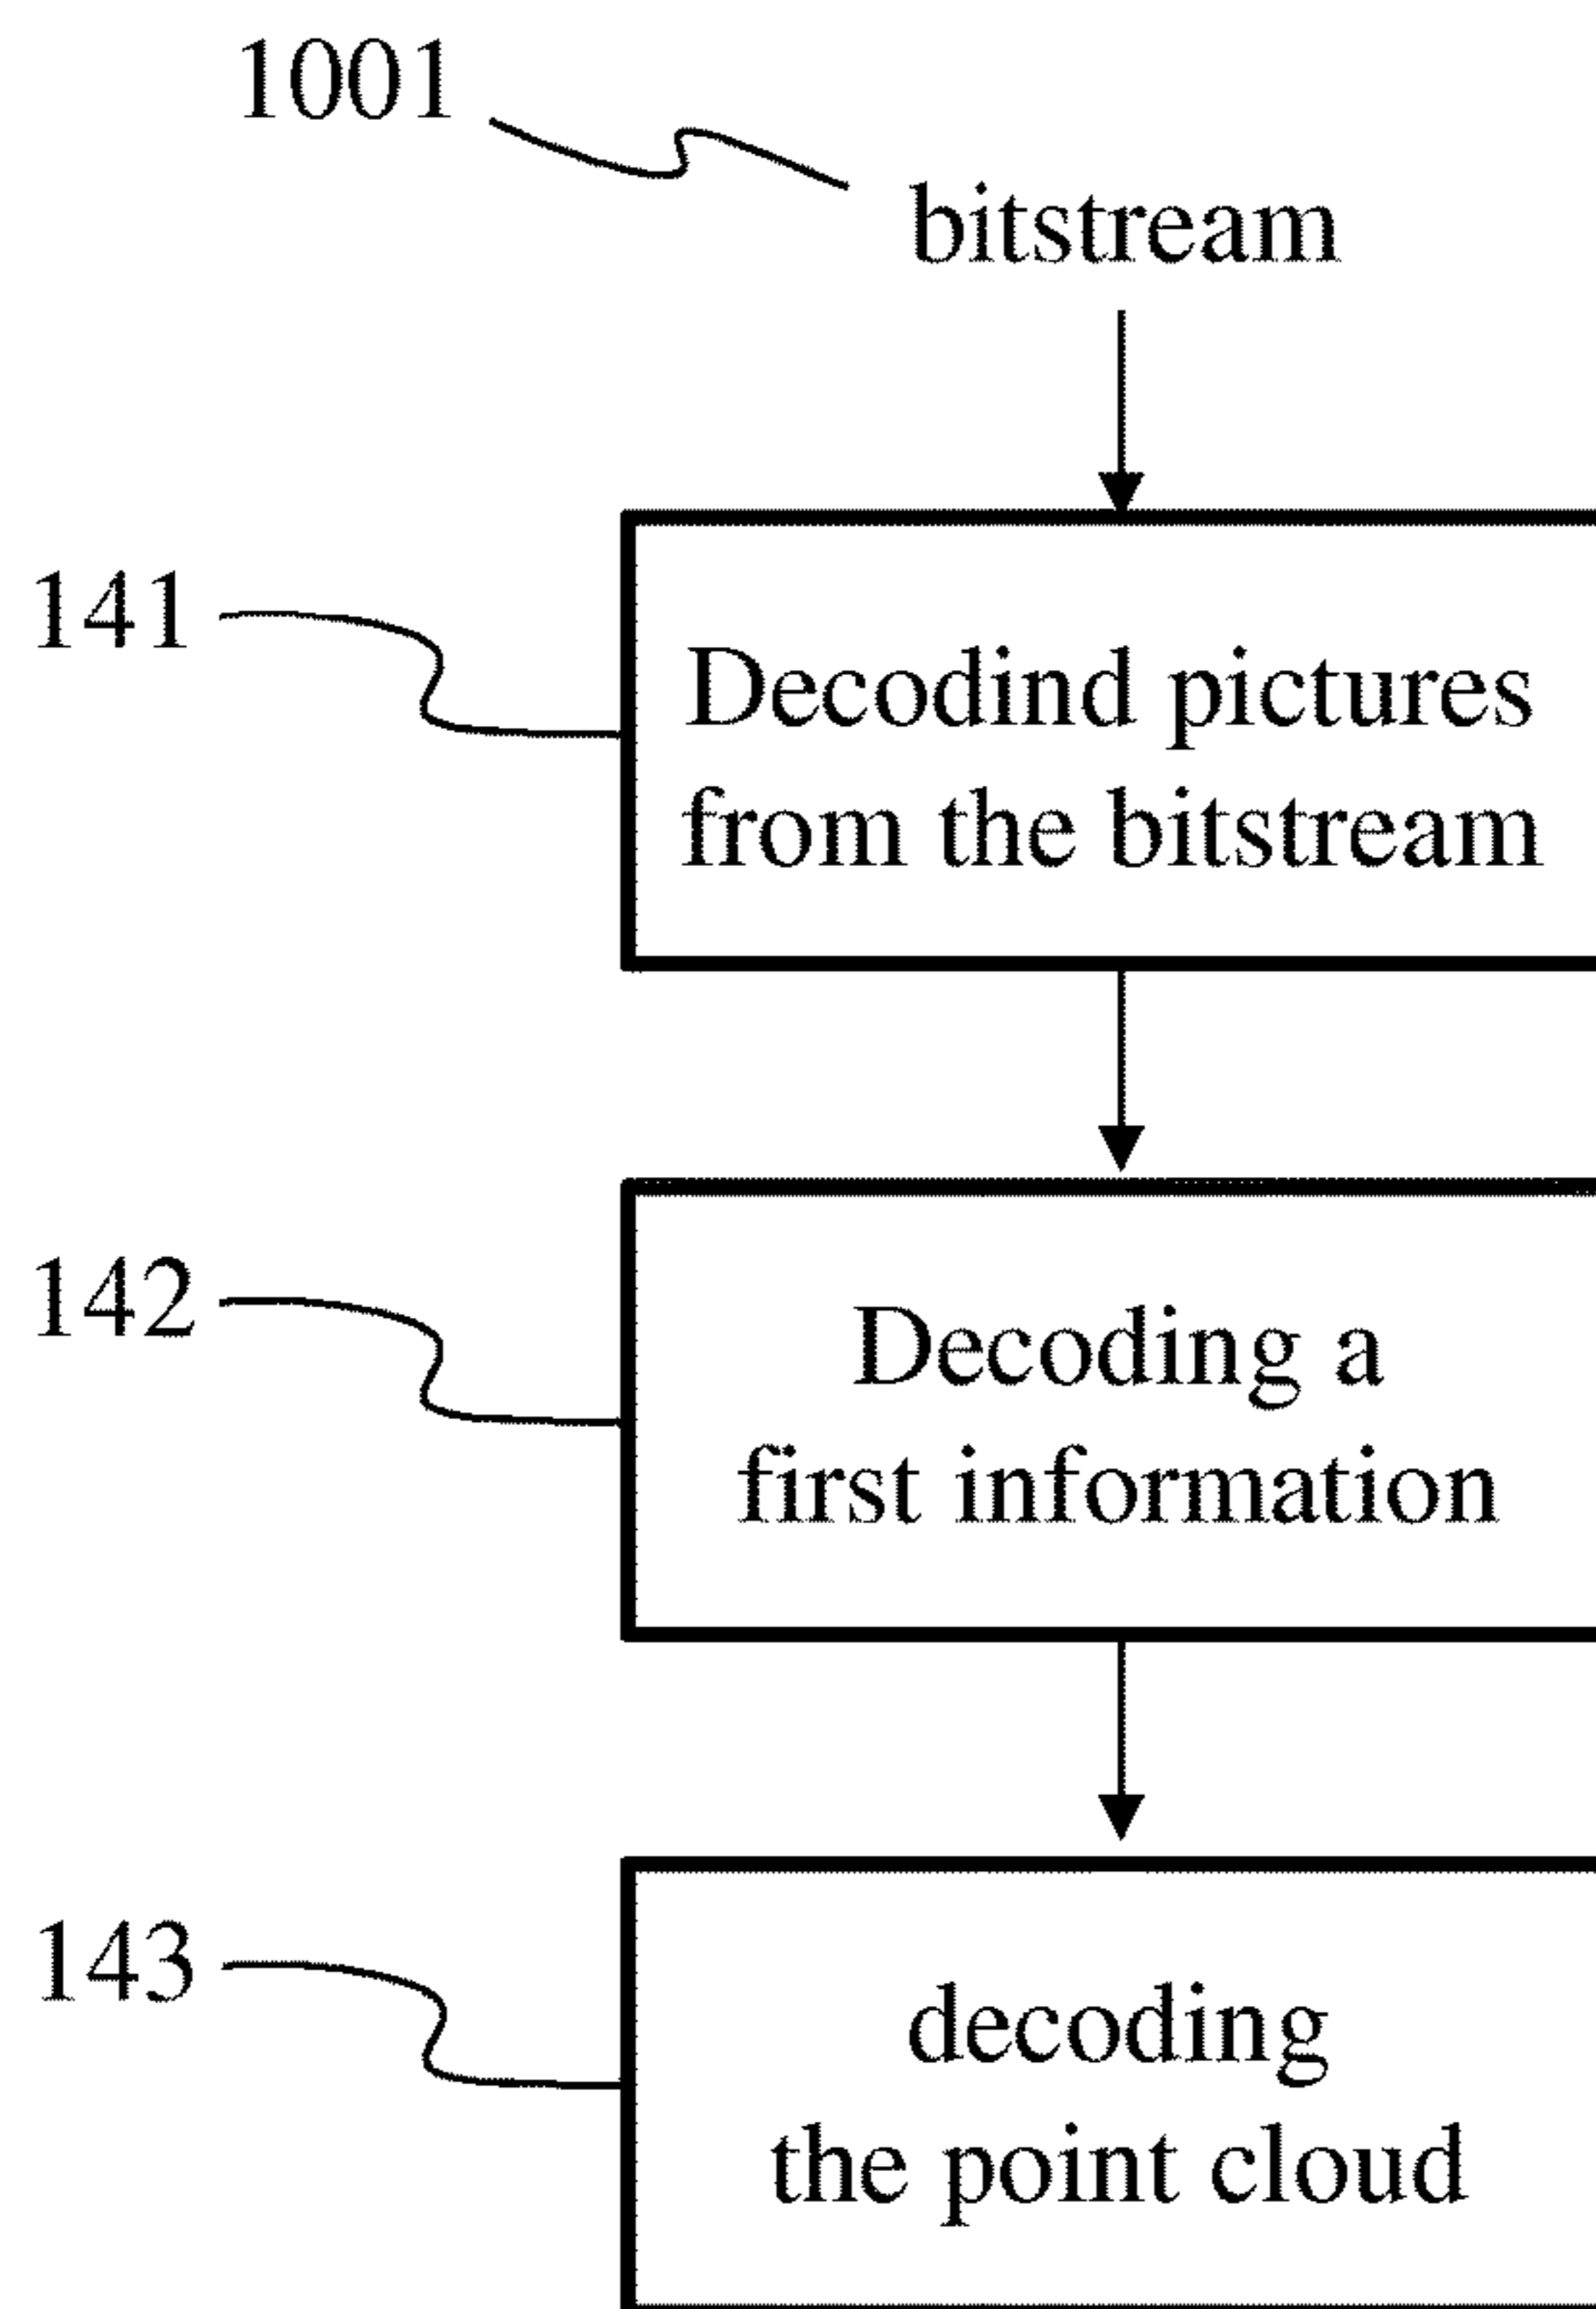 1001
bitstream
141
Decodind pictures
from the bitstream
142
Decoding a
first information
143
decoding
the point cloud